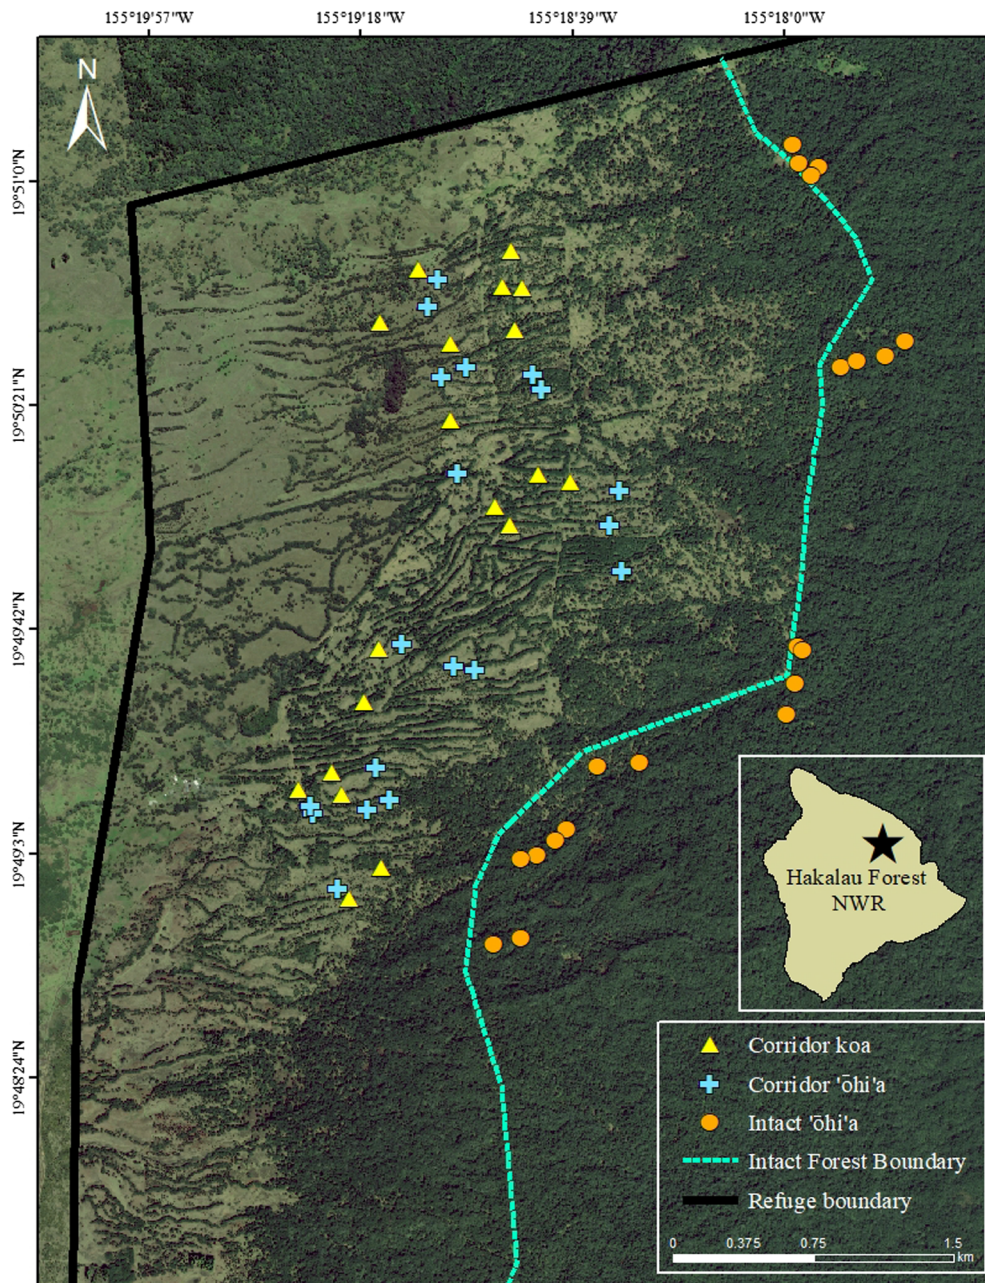 155°19'57"W 155°19'18"W 155°18'39"W 155°18'0"W
N
19°51'0"N
19°50'21"N
19°49'42"N
19°49'3"N
19°48'24"N
Hakalau Forest
NWR
Corridor koa
Corridor 'ōhi'a
Intact 'ōhi'a
Intact Forest Boundary
Refuge boundary
0 0.375 0.75 1.5
km